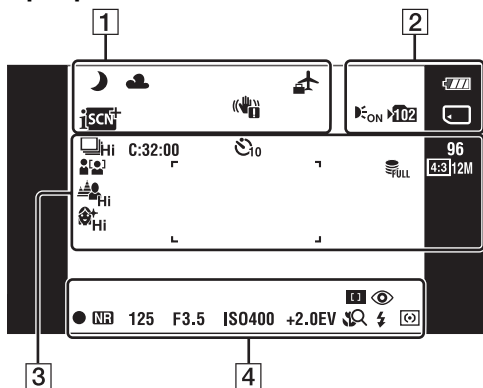 1 2
iSCN+
ON 102
Hi C:32:00 10 96
FULL 4:3 12M
Hi
Hi
NR 125 F3.5 ISO400 +2.0EV
3 4